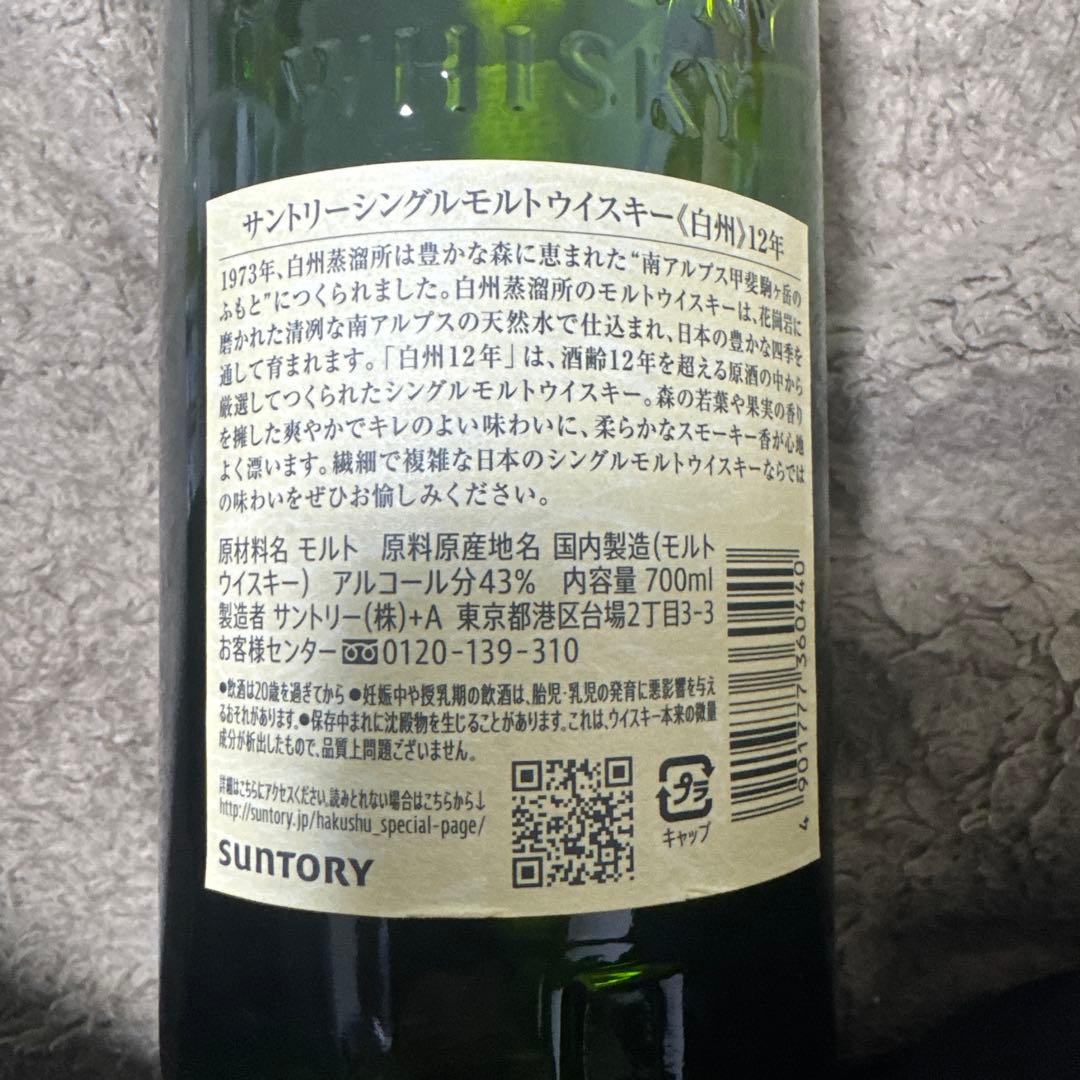 WHISKY
サントリーシングルモルトウイスキー《白州》12年
1973年、白州蒸溜所は豊かな森に恵まれた“南アルプス甲斐駒ヶ岳の
ふもと”につくられました。白州蒸溜所のモルトウイスキーは、花崗岩に
磨かれた清冽な南アルプスの天然水で仕込まれ、日本の豊かな四季を
通して育まれます。「白州12年」は、酒齢12年を超える原酒の中から
厳選してつくられたシングルモルトウイスキー。森の若葉や果実の香り
を擁した爽やかでキレのよい味わいに、柔らかなスモーキー香が心地
よく漂います。繊細で複雑な日本のシングルモルトウイスキーならでは
の味わいをぜひお愉しみください。
原材料名 モルト 原料原産地名 国内製造(モルト
ウイスキー) アルコール分43% 内容量 700ml
製造者 サントリー(株)+A 東京都港区台場2丁目3-3
お客様センター 0120-139-310
●飲酒は20歳を過ぎてから ●妊娠中や授乳期の飲酒は、胎児・乳児の発育に悪影響を与え
るおそれがあります。●保存中まれに沈殿物を生じることがあります。これは、ウイスキー本来の微量
成分が析出したもので、品質上問題ございません。
詳細はこちらにアクセスください。読みとれない場合はこちらから↓
http://suntory.jp/hakushu_special-page/
SUNTORY
プラ
キャップ
4901777360440